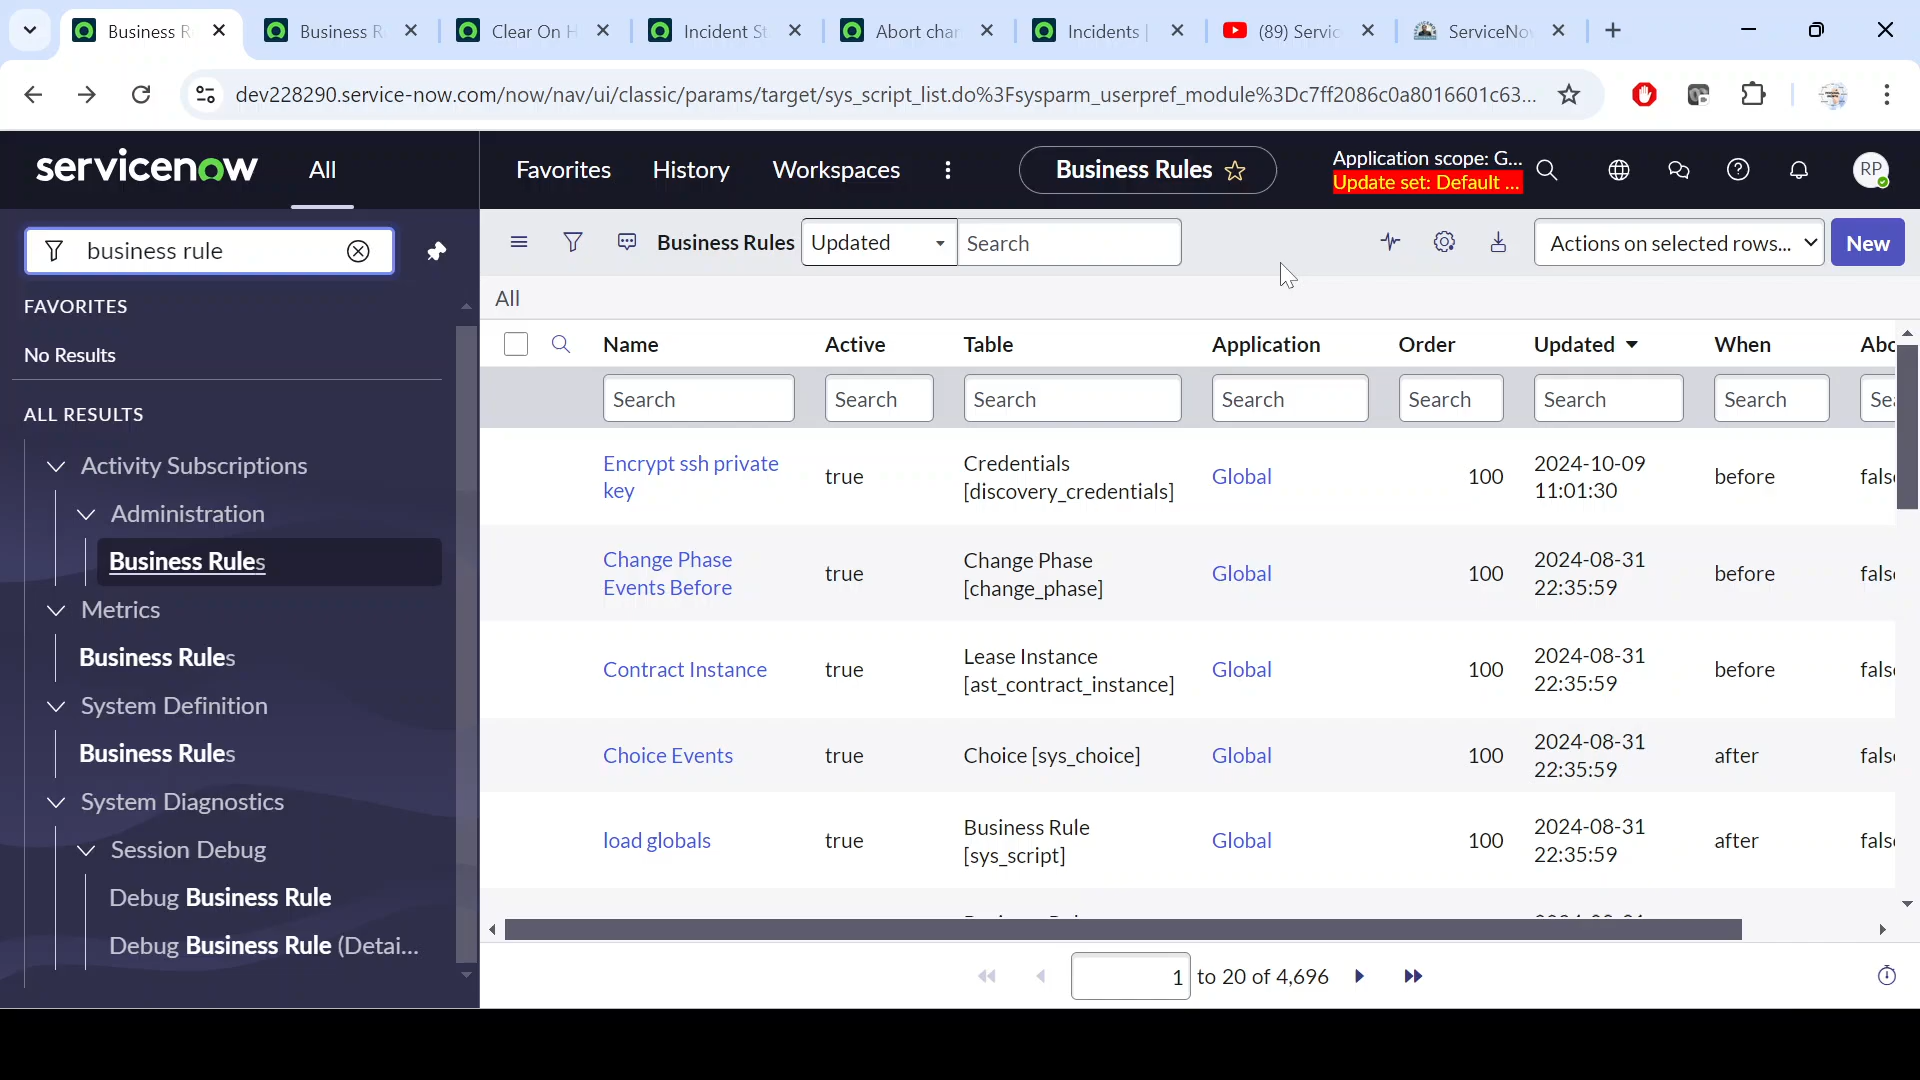 Business R
Business R
Clear On H
Incident St
Abort char
Incidents |
(89) Servic
ServiceNo
dev228290.service-now.com/now/nav/ui/classic/params/target/sys_script_list.do%3Fsysparm_userpref_module%3Dc7ff2086c0a8016601c63...
servicenow
All
Favorites
History
Workspaces
Business Rules
Application scope: G...
Update set: Default ...
RP
business rule
Business Rules
Updated
Search
Actions on selected rows...
New
FAVORITES
No Results
ALL RESULTS
Activity Subscriptions
Administration
Business Rules
Metrics
Business Rules
System Definition
Business Rules
System Diagnostics
Session Debug
Debug Business Rule
Debug Business Rule (Detai...
All
Name Active Table Application Order Updated When Abo
Search Search Search Search Search Search Search Sea
Encrypt ssh private
key
true
Credentials
[discovery_credentials]
Global
100
2024-10-09
11:01:30
before
false
Change Phase
Events Before
true
Change Phase
[change_phase]
Global
100
2024-08-31
22:35:59
before
false
Contract Instance
true
Lease Instance
[ast_contract_instance]
Global
100
2024-08-31
22:35:59
before
false
Choice Events
true
Choice [sys_choice]
Global
100
2024-08-31
22:35:59
after
false
load globals
true
Business Rule
[sys_script]
Global
100
2024-08-31
22:35:59
after
false
1 to 20 of 4,696